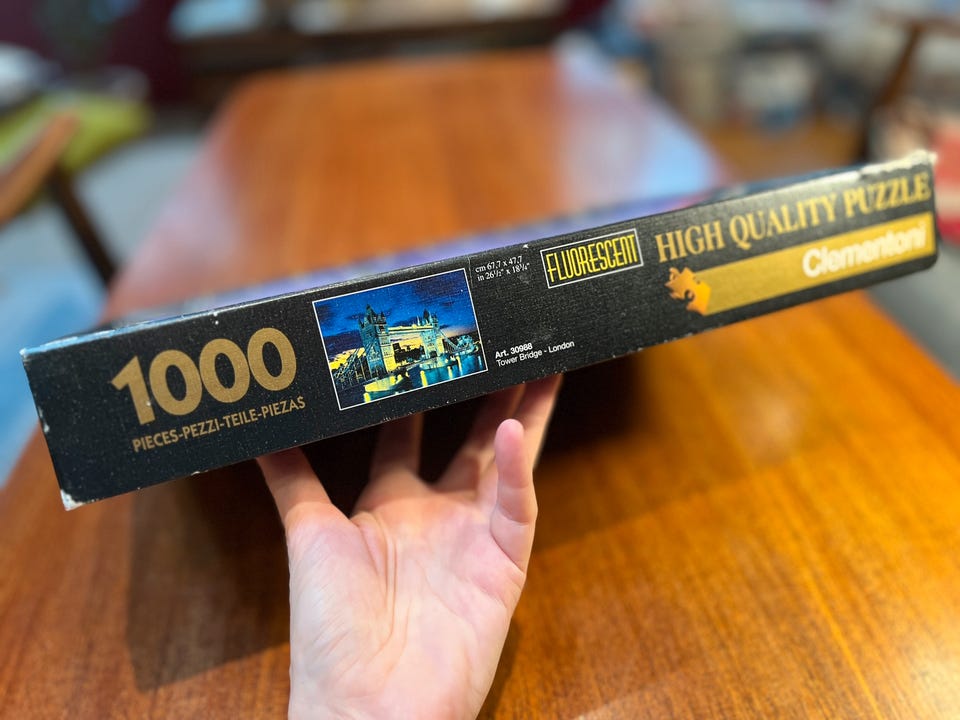 1000
PIECES-PEZZI-TEILE-PIEZAS
cm 67.7 x 47.7
in 26½" x 18¾"
Art. 30988
Tower Bridge - London
FLUORESCENT
HIGH QUALITY PUZZLE
Clementoni